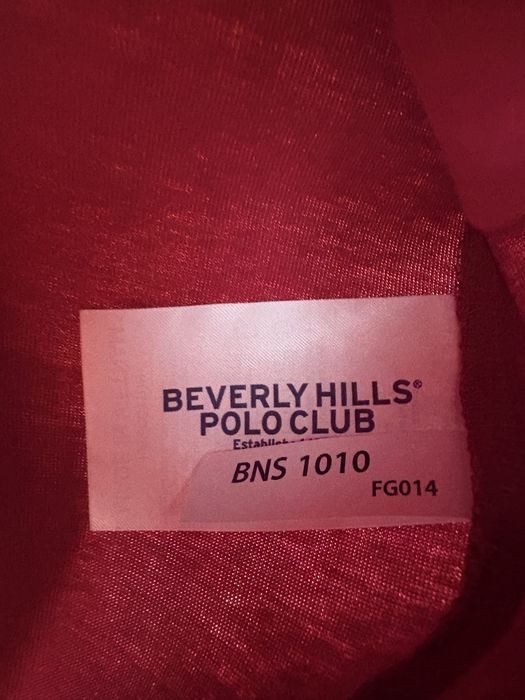 BEVERLY HILLS®
POLO CLUB
BNS 1010
FG014